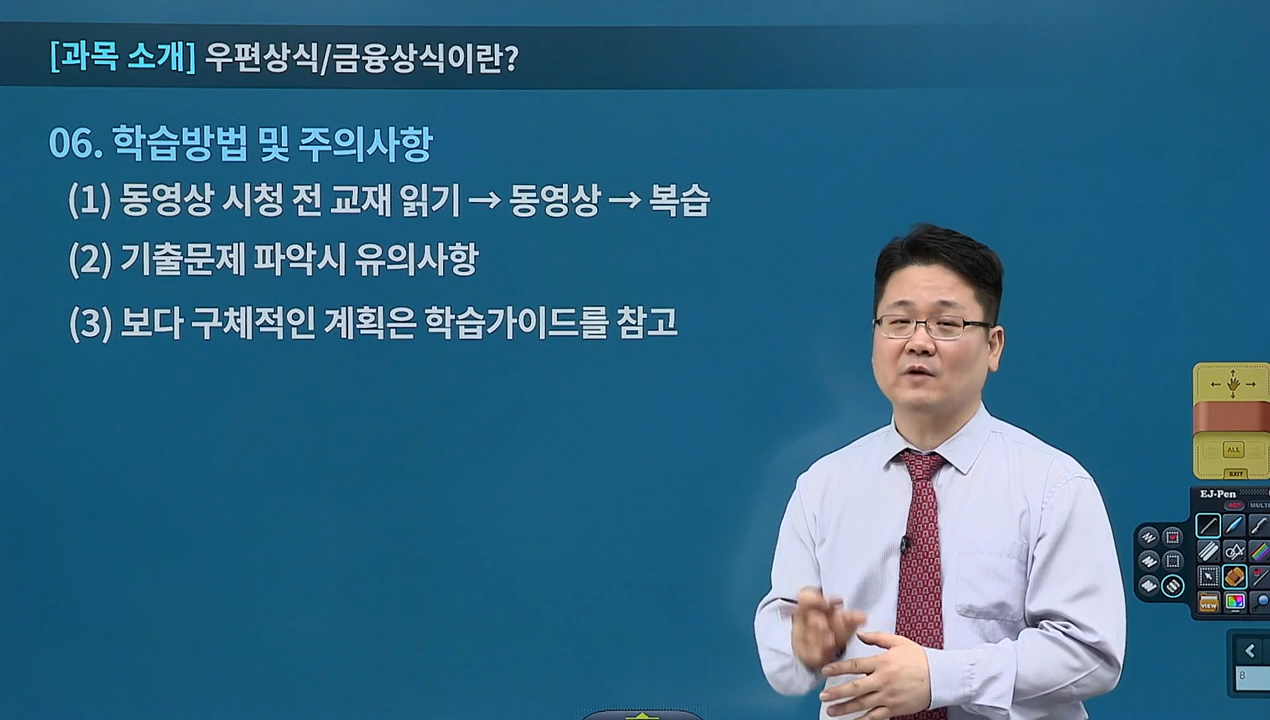 [과목 소개] 우편상식/금융상식이란?
06. 학습방법 및 주의사항
(1) 동영상 시청 전 교재 읽기 → 동영상 → 복습
(2) 기출문제 파악시 유의사항
(3) 보다 구체적인 계획은 학습가이드를 참고
ALL
EXIT
EJ-Pen
VIEW
8